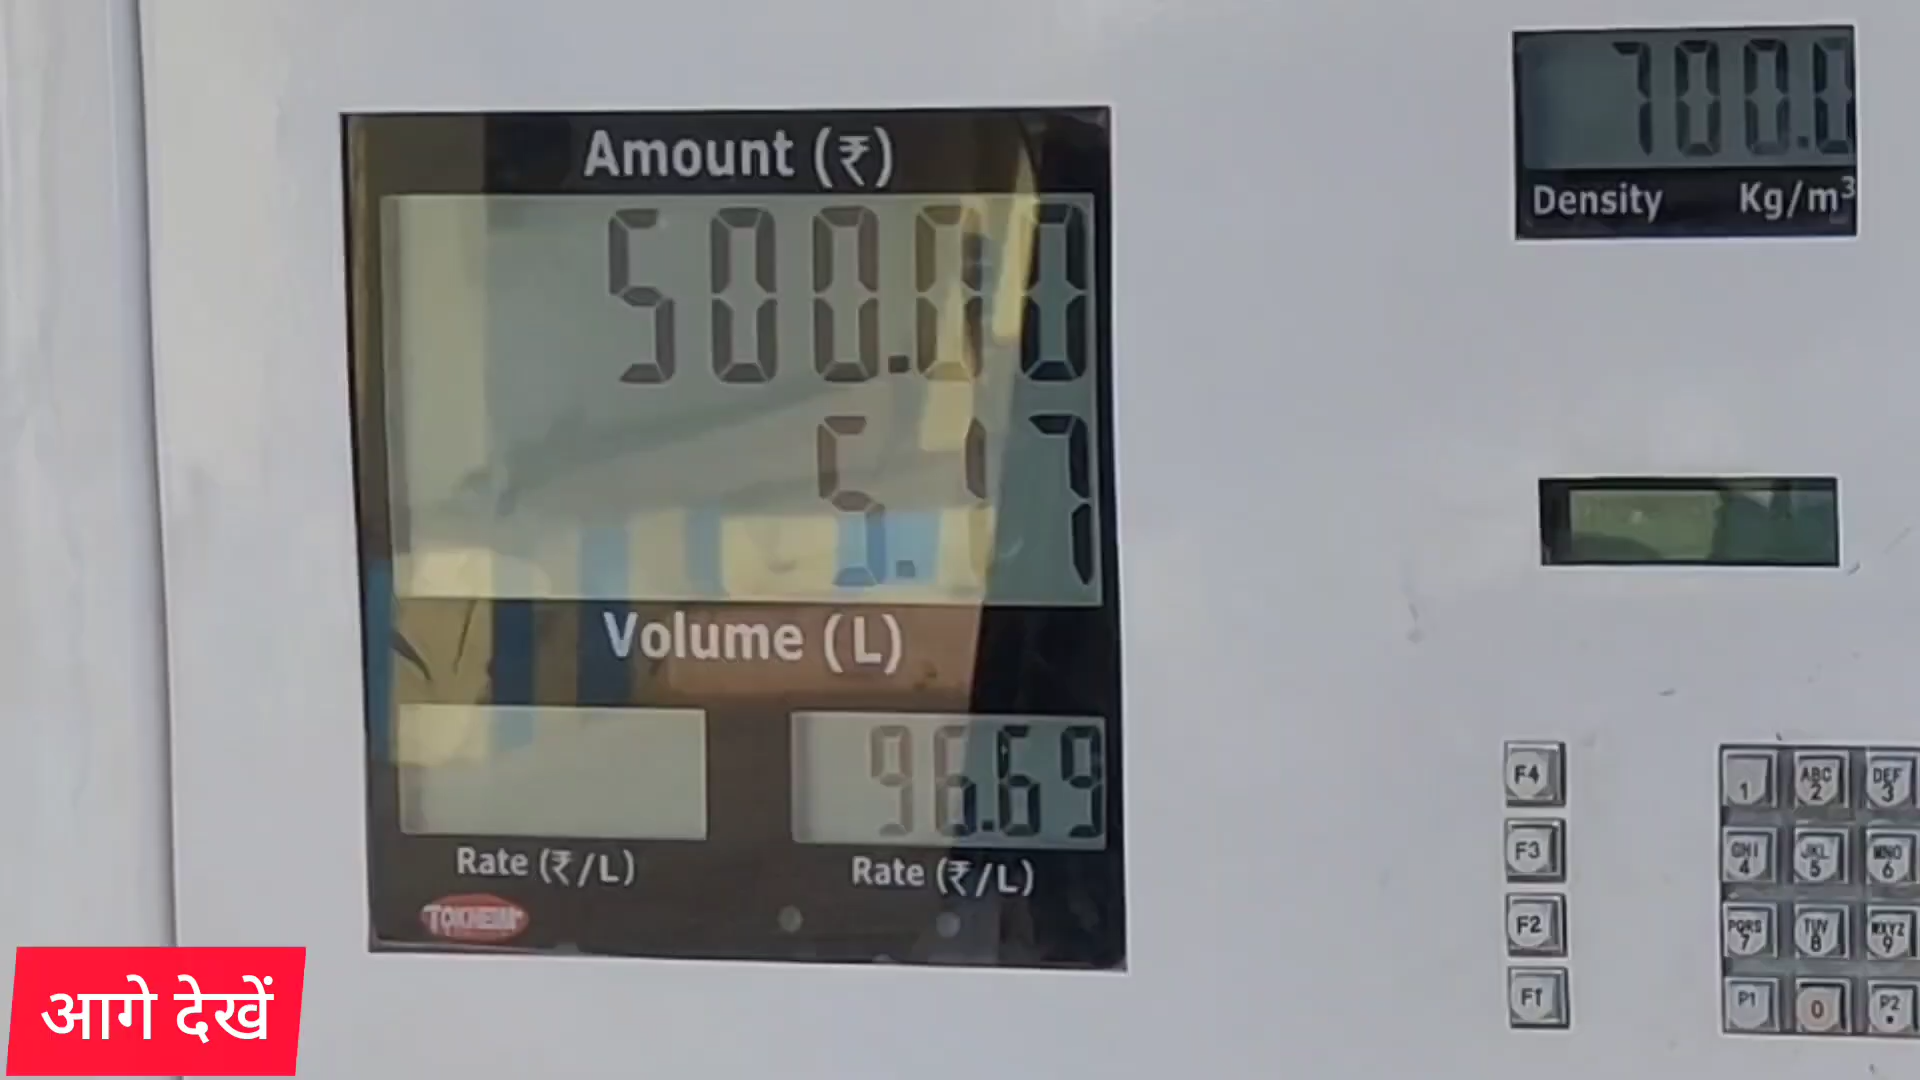 Amount (₹)
500.00
5.17
Volume (L)
96.69
Rate (₹/L)
Rate (₹/L)
TOKHEIM
700.0
Density Kg/m³
F4
F3
F2
F1
1 ABC 2 DEF 3
GHI 4 JKL 5 MNO 6
PQRS 7 TUV 8 WXYZ 9
P1 0 P2 •
आगे देखें